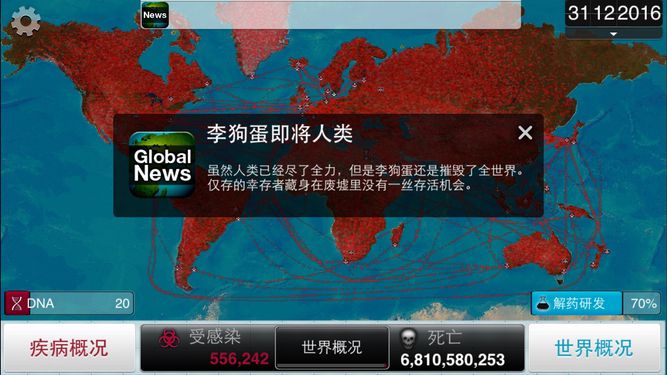 News
31 12 2016
李狗蛋即将人类
Global
News
虽然人类已经尽了全力，但是李狗蛋还是摧毁了全世界。
仅存的幸存者藏身在废墟里没有一丝存活机会。
DNA 20
解药研发 70%
疾病概况
受感染
556,242
世界概况
死亡
6,810,580,253
世界概况